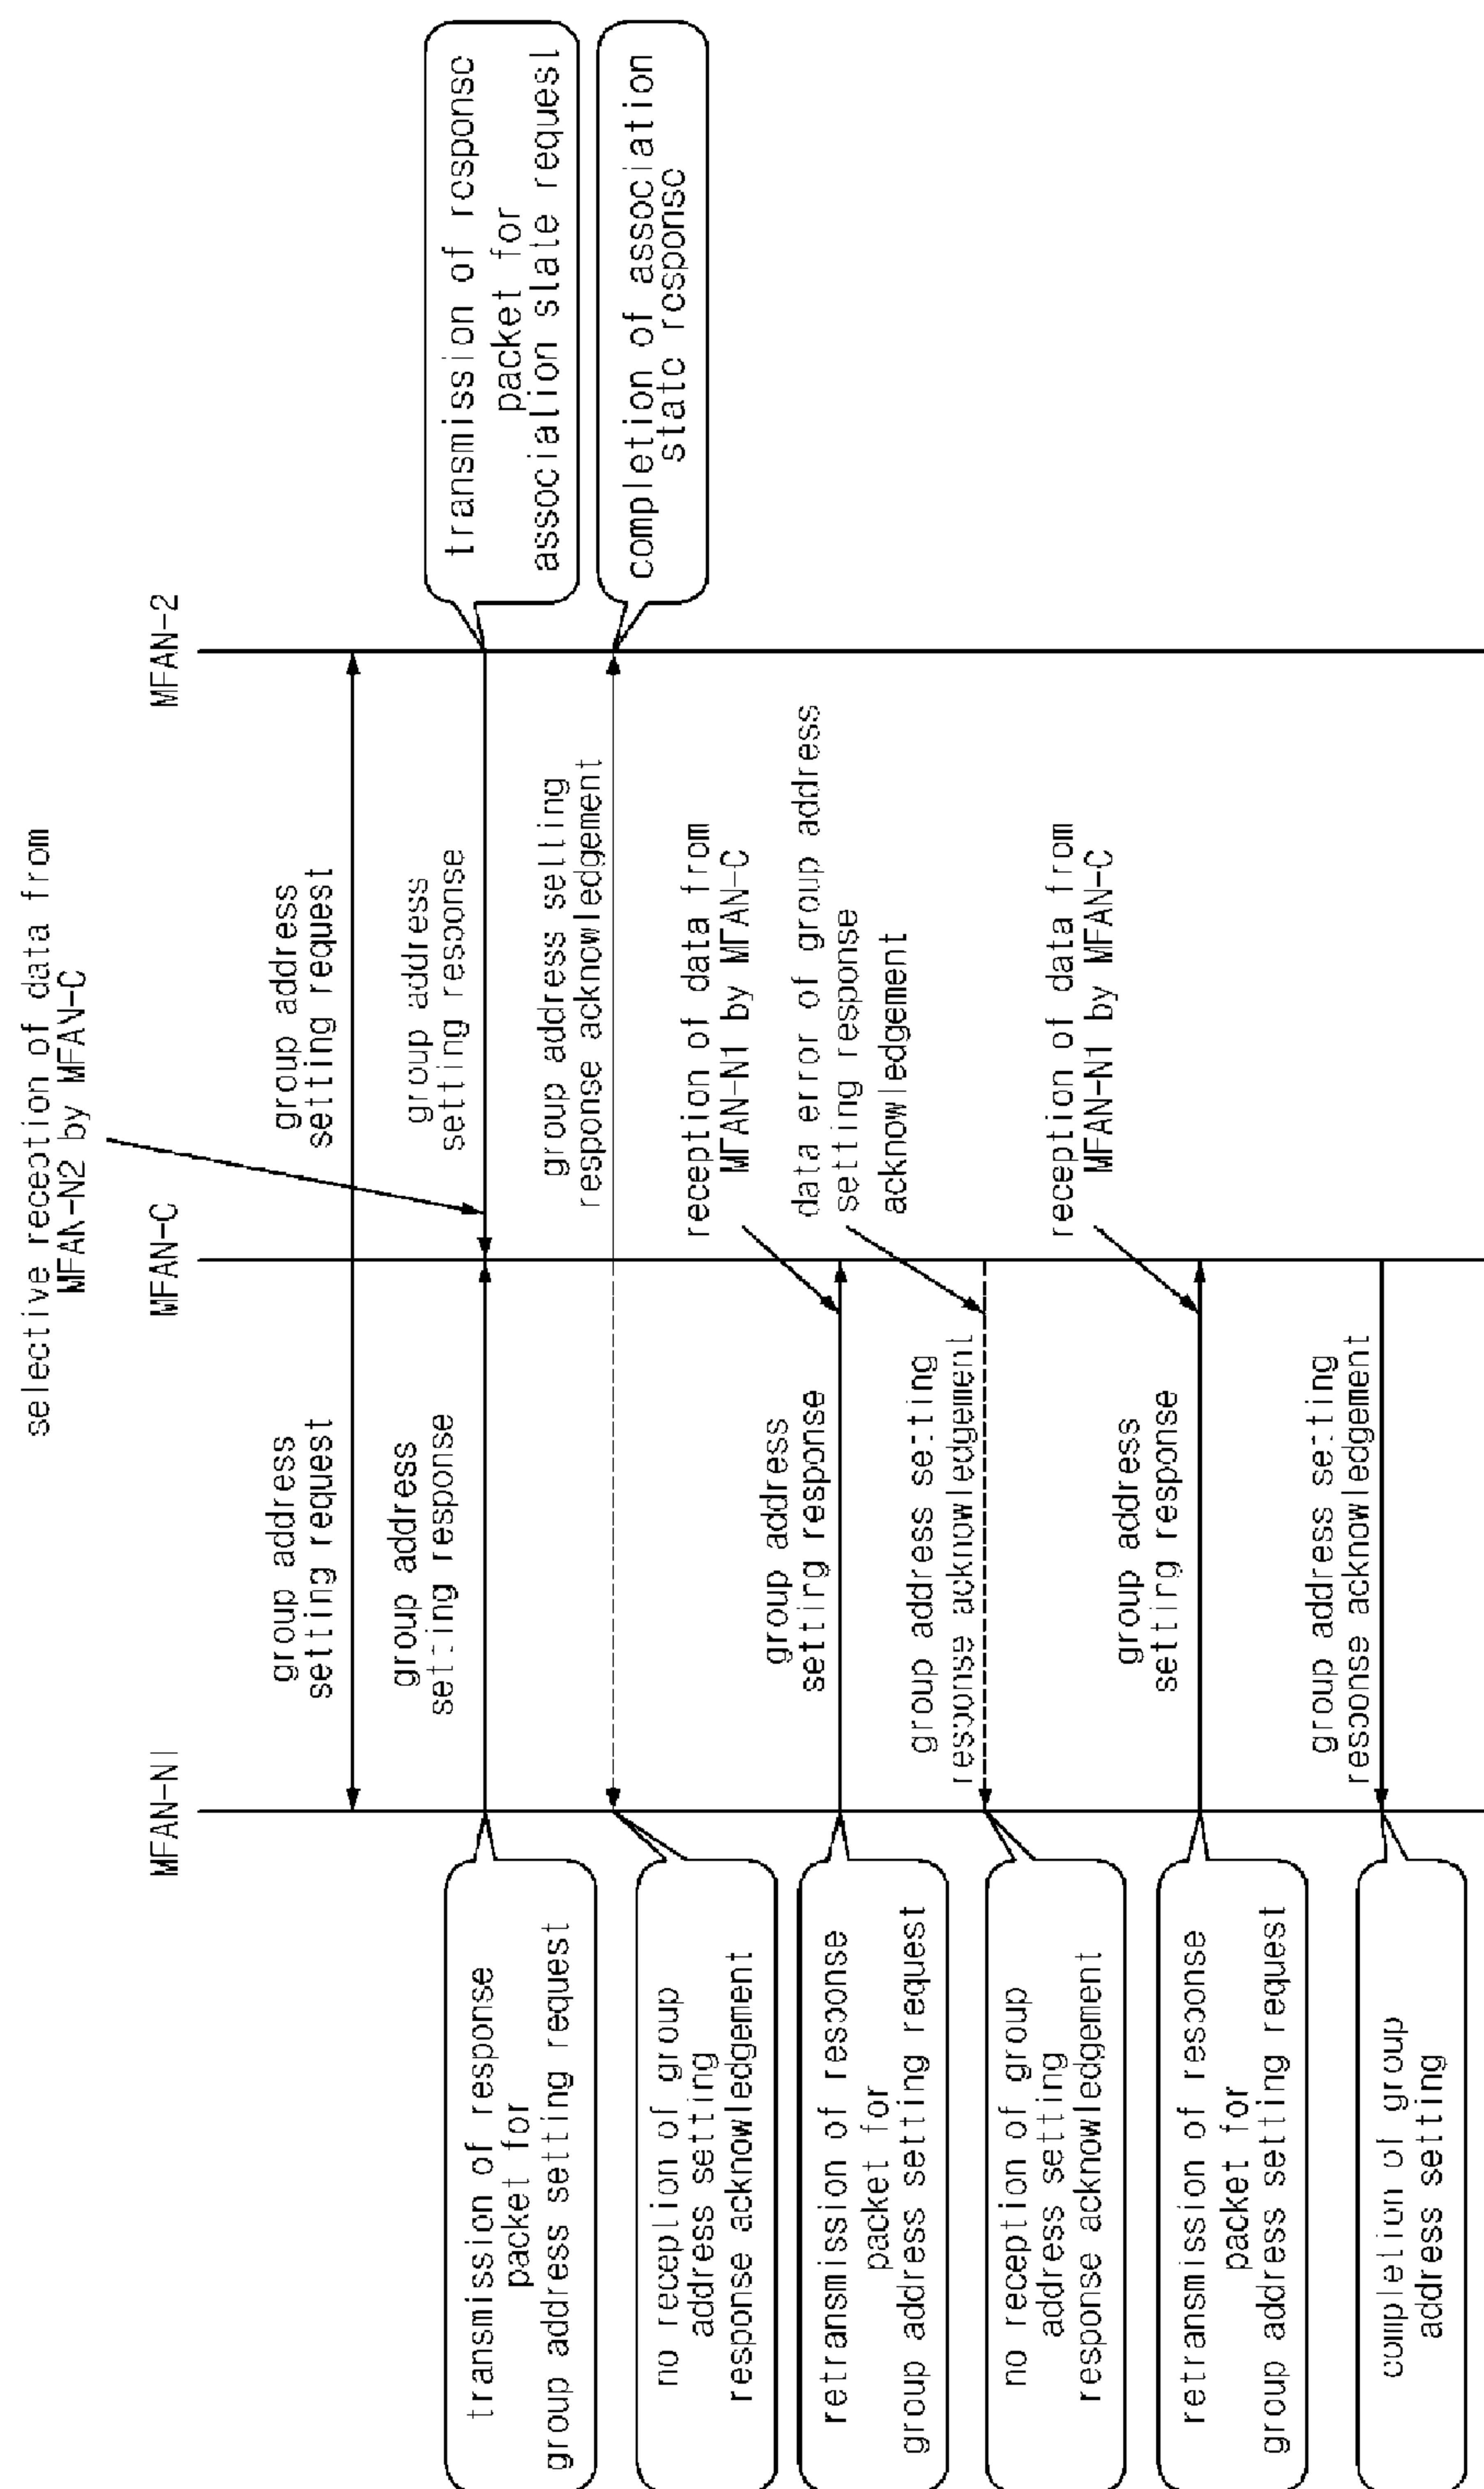 selective reception of data from
MFAN-N2 by MFAN-C
MFAN-N1
MFAN-C
MFAN-2
group address
setting request
group address
setting request
group address
setting response
group address
setting response
transmission of response
packet for
group address setting request
transmission of response
packet for
association state request
group address setting
response acknowledgement
no reception of group
address setting
response acknowledgement
completion of association
state response
reception of data from
MFAN-N1 by MFAN-C
group address
setting response
retransmission of response
packet for
group address setting request
data error of group address
setting response
acknowledgement
group address setting
response acknowledgement
no reception of group
address setting
response acknowledgement
reception of data from
MFAN-N1 by MFAN-C
group address
setting response
retransmission of response
packet for
group address setting request
group address setting
response acknowledgement
completion of group
address setting